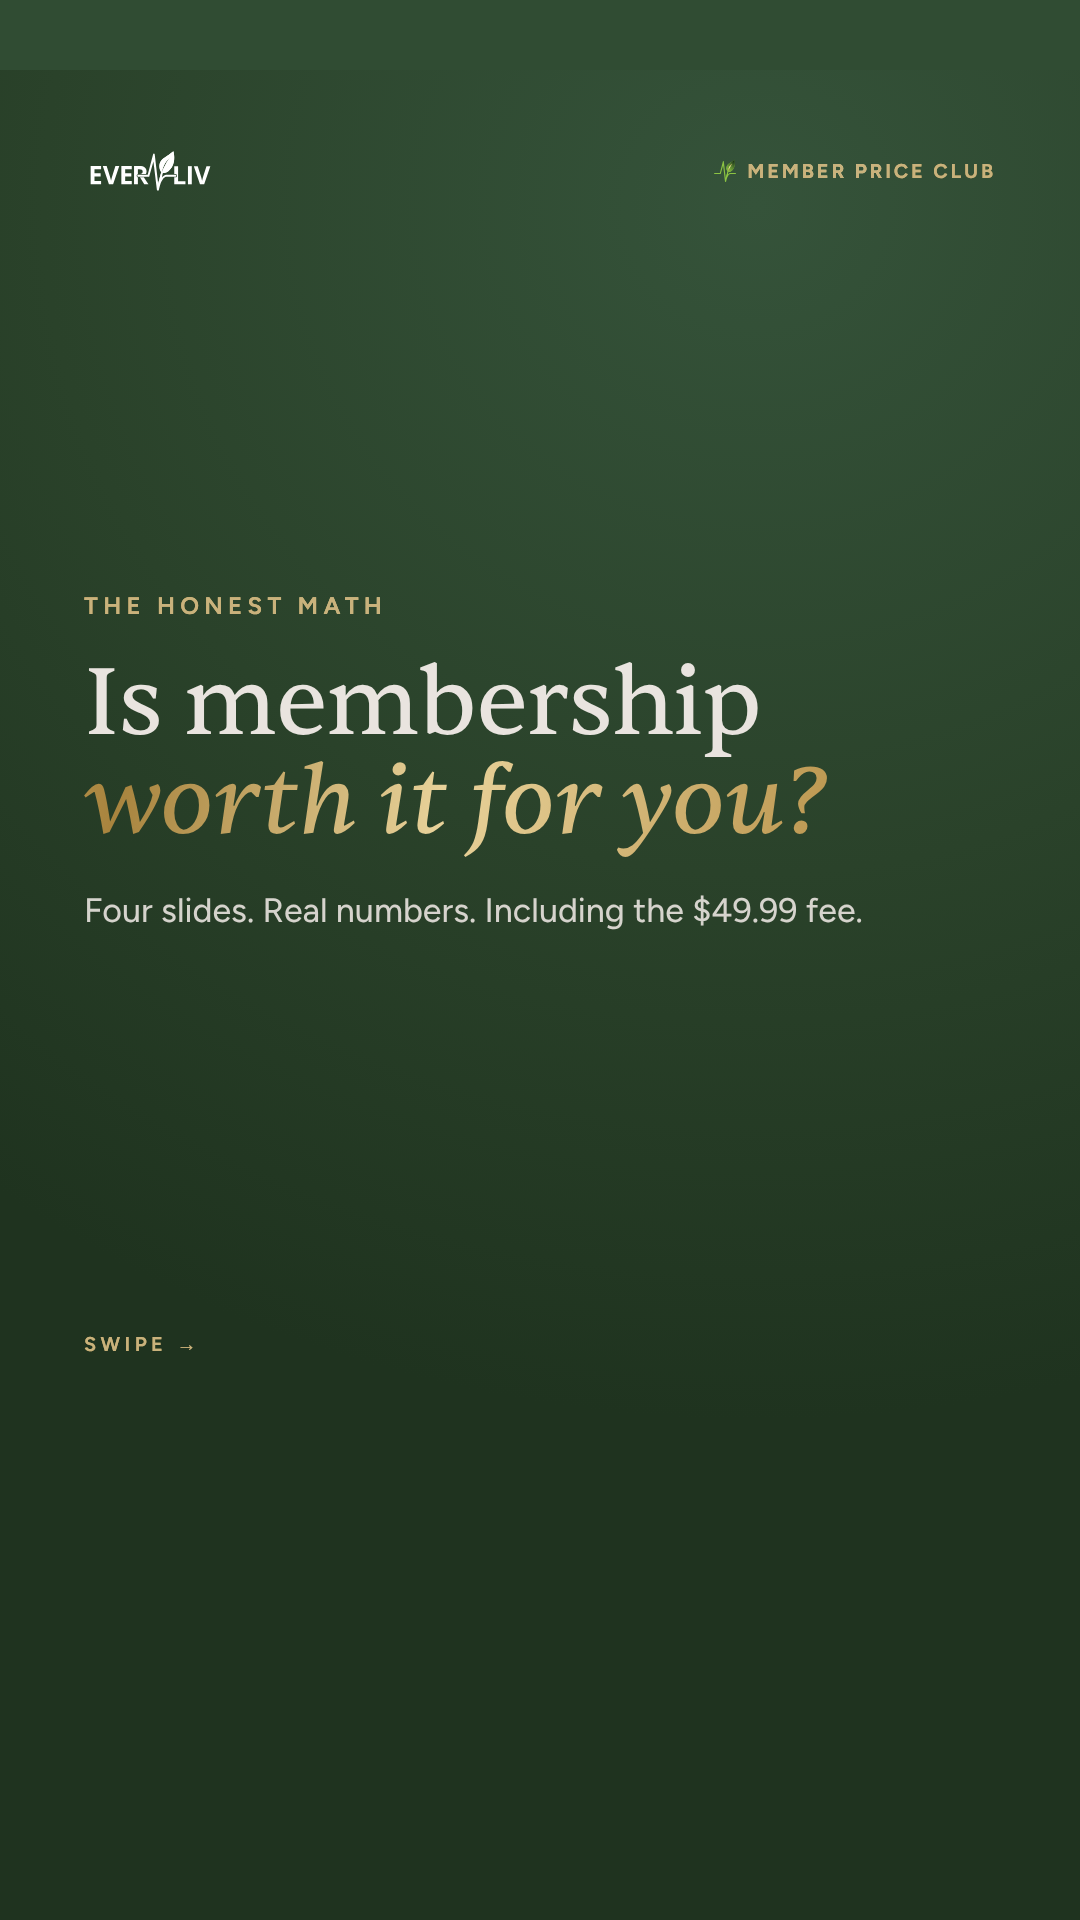 EVERLIV
MEMBER PRICE CLUB
THE HONEST MATH
Is membership
worth it for you?
Four slides. Real numbers. Including the $49.99 fee.
SWIPE →